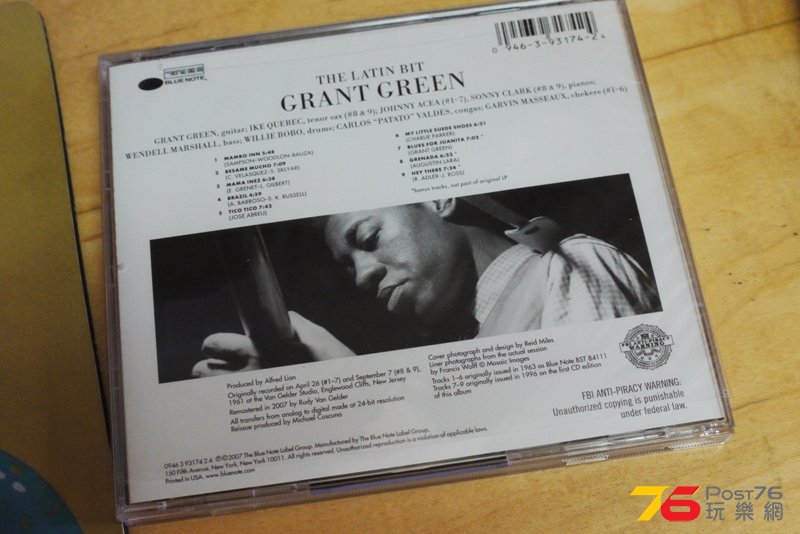 BLUE NOTE
0 946-3-93174-2 4
THE LATIN BIT
GRANT GREEN
GRANT GREEN, guitar; IKE QUEBEC, tenor sax (#8 & 9); JOHNNY ACEA (#1-7), SONNY CLARK (#8 & 9), pianos;
WENDELL MARSHALL, bass; WILLIE BOBO, drums; CARLOS "PATATO" VALDES, congas; GARVIN MASSEAUX, chekere (#1-6)
1 MAMBO INN 5:48
(SAMPSON-WOODLON-BAUZA)
2 BESAME MUCHO 7:09
(C. VELASQUEZ-S. SKLYAR)
3 MAMA INEZ 6:38
(E. GRENET-L. GILBERT)
4 BRAZIL 4:59
(A. BARROSO-S. K. RUSSELL)
5 TICO TICO 7:42
(JOSE ABREU)
6 MY LITTLE SUEDE SHOES 6:21
(CHARLIE PARKER)
7 BLUES FOR JUANITA 7:02 *
(GRANT GREEN)
8 GRENADA 6:25 *
(AUGUSTIN LARA)
9 HEY THERE 7:24 *
(R. ADLER-J. ROSS)
*bonus tracks, not part of original LP
Produced by Alfred Lion
Originally recorded on April 26 (#1-7) and September 7 (#8 & 9),
1961 at the Van Gelder Studio, Englewood Cliffs, New Jersey
Remastered in 2007 by Rudy Van Gelder
All transfers from analog to digital made at 24-bit resolution
Reissue produced by Michael Cuscuna
Cover photograph and design by Reid Miles
Liner photographs from the actual session
by Francis Wolff © Mosaic Images
Tracks 1-6 originally issued in 1963 as Blue Note BST 84111
Tracks 7-9 originally issued in 1996 as the first CD edition
of this album
FBI ANTI-PIRACY WARNING:
Unauthorized copying is punishable
under federal law.
0946 3 93174 2 4 ℗©2007 The Blue Note Label Group. Manufactured by The Blue Note Label Group,
150 Fifth Avenue, New York, New York 10011. All rights reserved. Unauthorized reproduction is a violation of applicable laws.
Printed in USA. www.bluenote.com
76 POST76
玩樂網